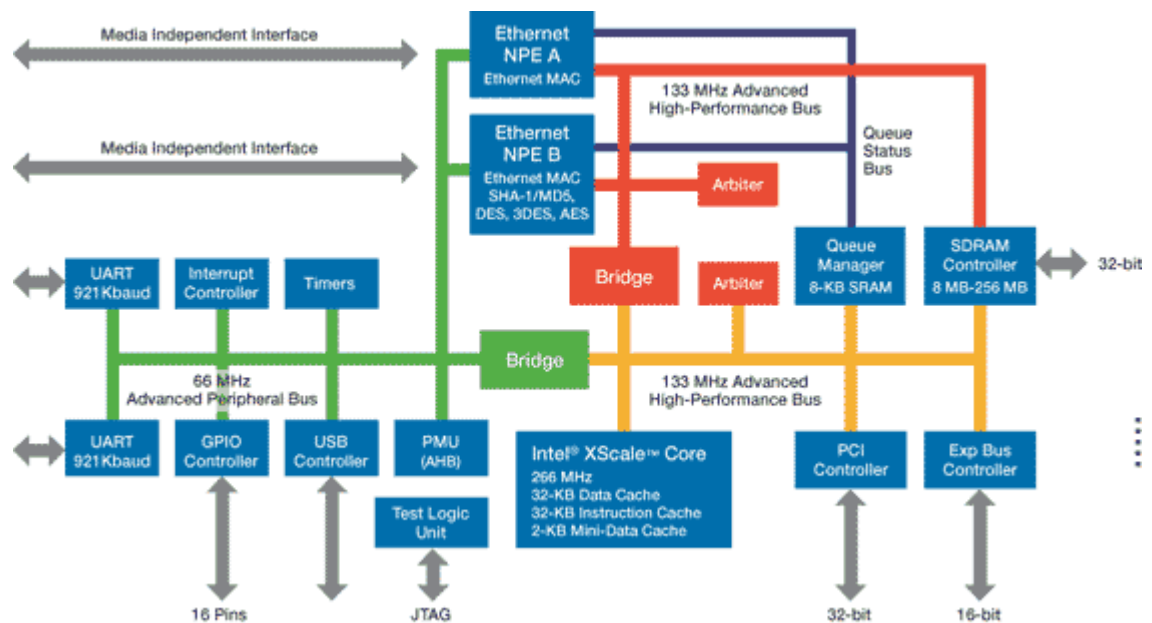 Media Independent Interface
Ethernet
NPE A
Ethernet MAC
133 MHz Advanced
High-Performance Bus
Media Independent Interface
Ethernet
NPE B
Ethernet MAC
SHA-1/MD5,
DES, 3DES, AES
Queue
Status
Bus
Arbiter
UART
921Kbaud
Interrupt
Controller
Timers
Bridge
Arbiter
Queue
Manager
8-KB SRAM
SDRAM
Controller
8 MB-256 MB
32-bit
Bridge
66 MHz
Advanced Peripheral Bus
133 MHz Advanced
High-Performance Bus
UART
921Kbaud
GPIO
Controller
USB
Controller
PMU
(AHB)
Intel® XScale™ Core
266 MHz
32-KB Data Cache
32-KB Instruction Cache
2-KB Mini-Data Cache
PCI
Controller
Exp Bus
Controller
Test Logic
Unit
16 Pins
JTAG
32-bit
16-bit